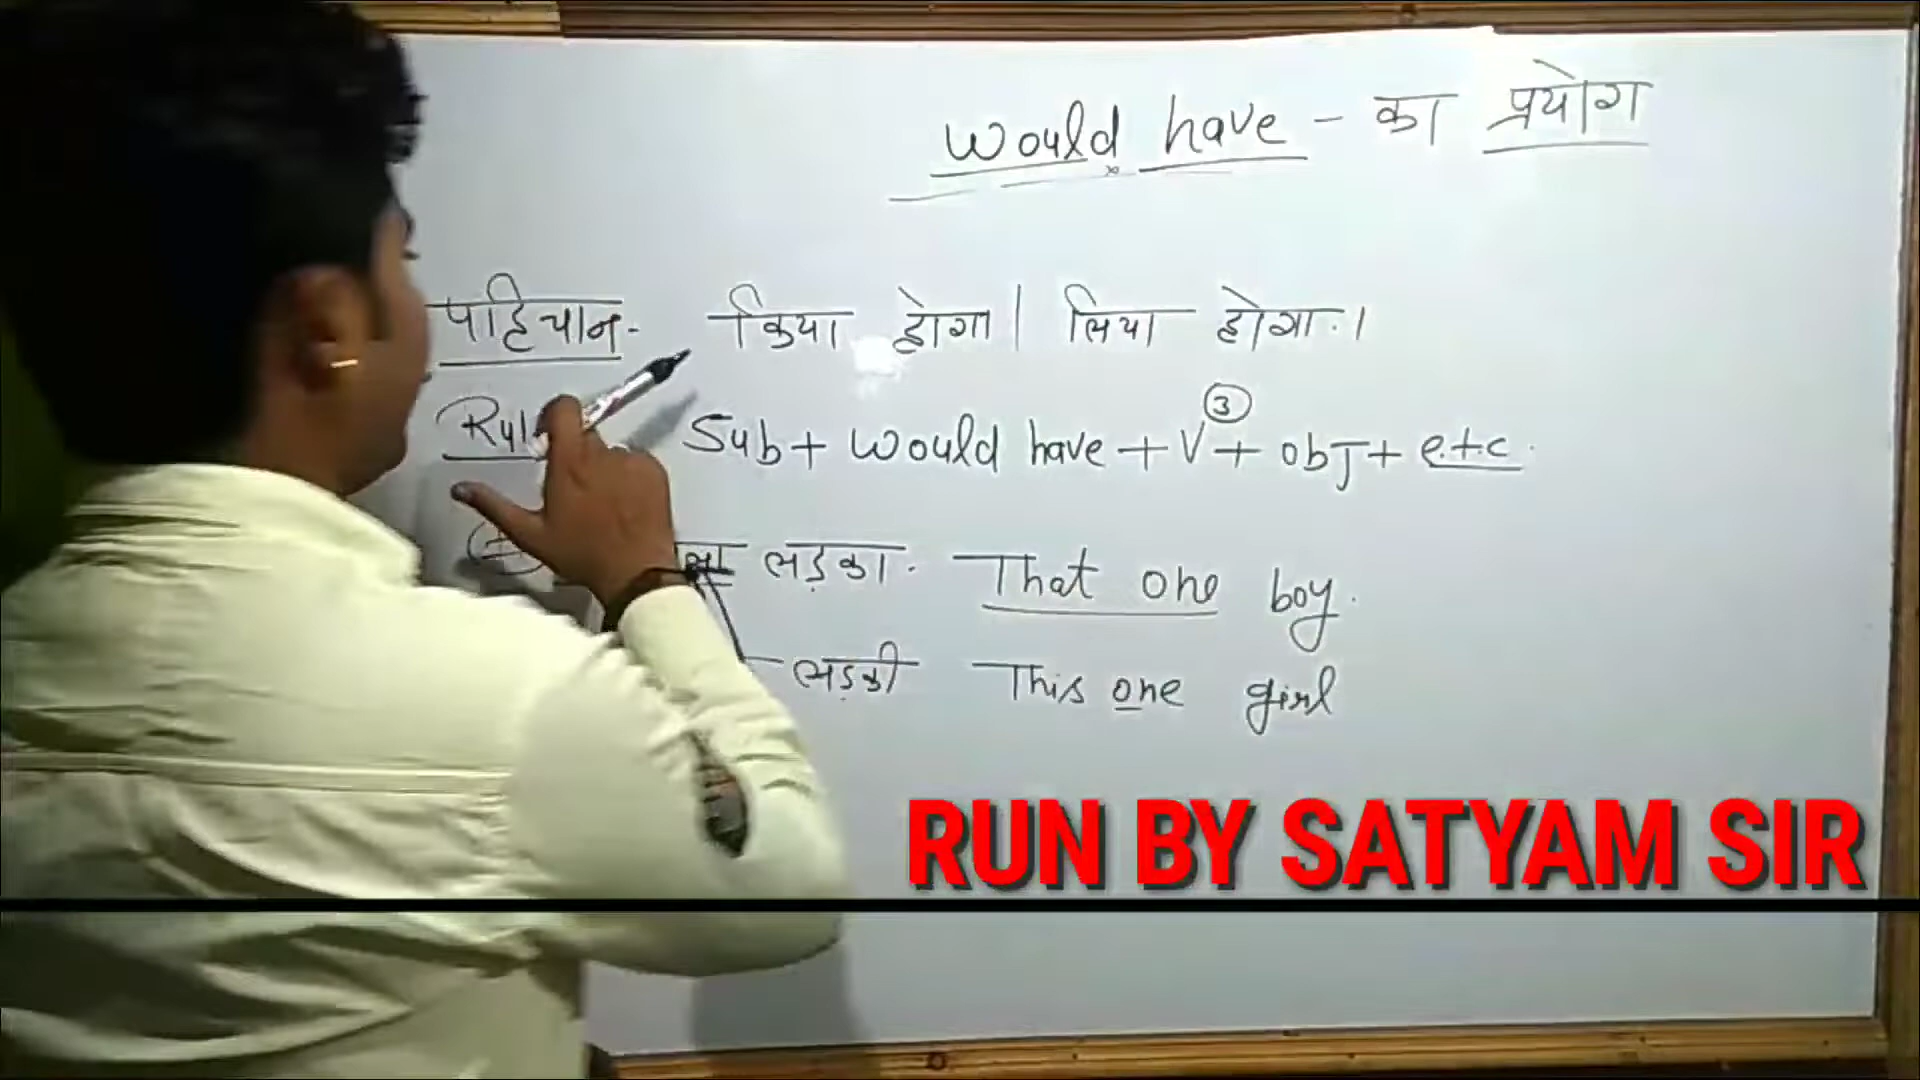 Would have - का प्रयोग
पहिचान - किया होगा | लिया होगा ।
Sub + Would have + V③ + obJ + e.t.c.
लड़का . That one boy .
लड़की This one girl
RUN BY SATYAM SIR